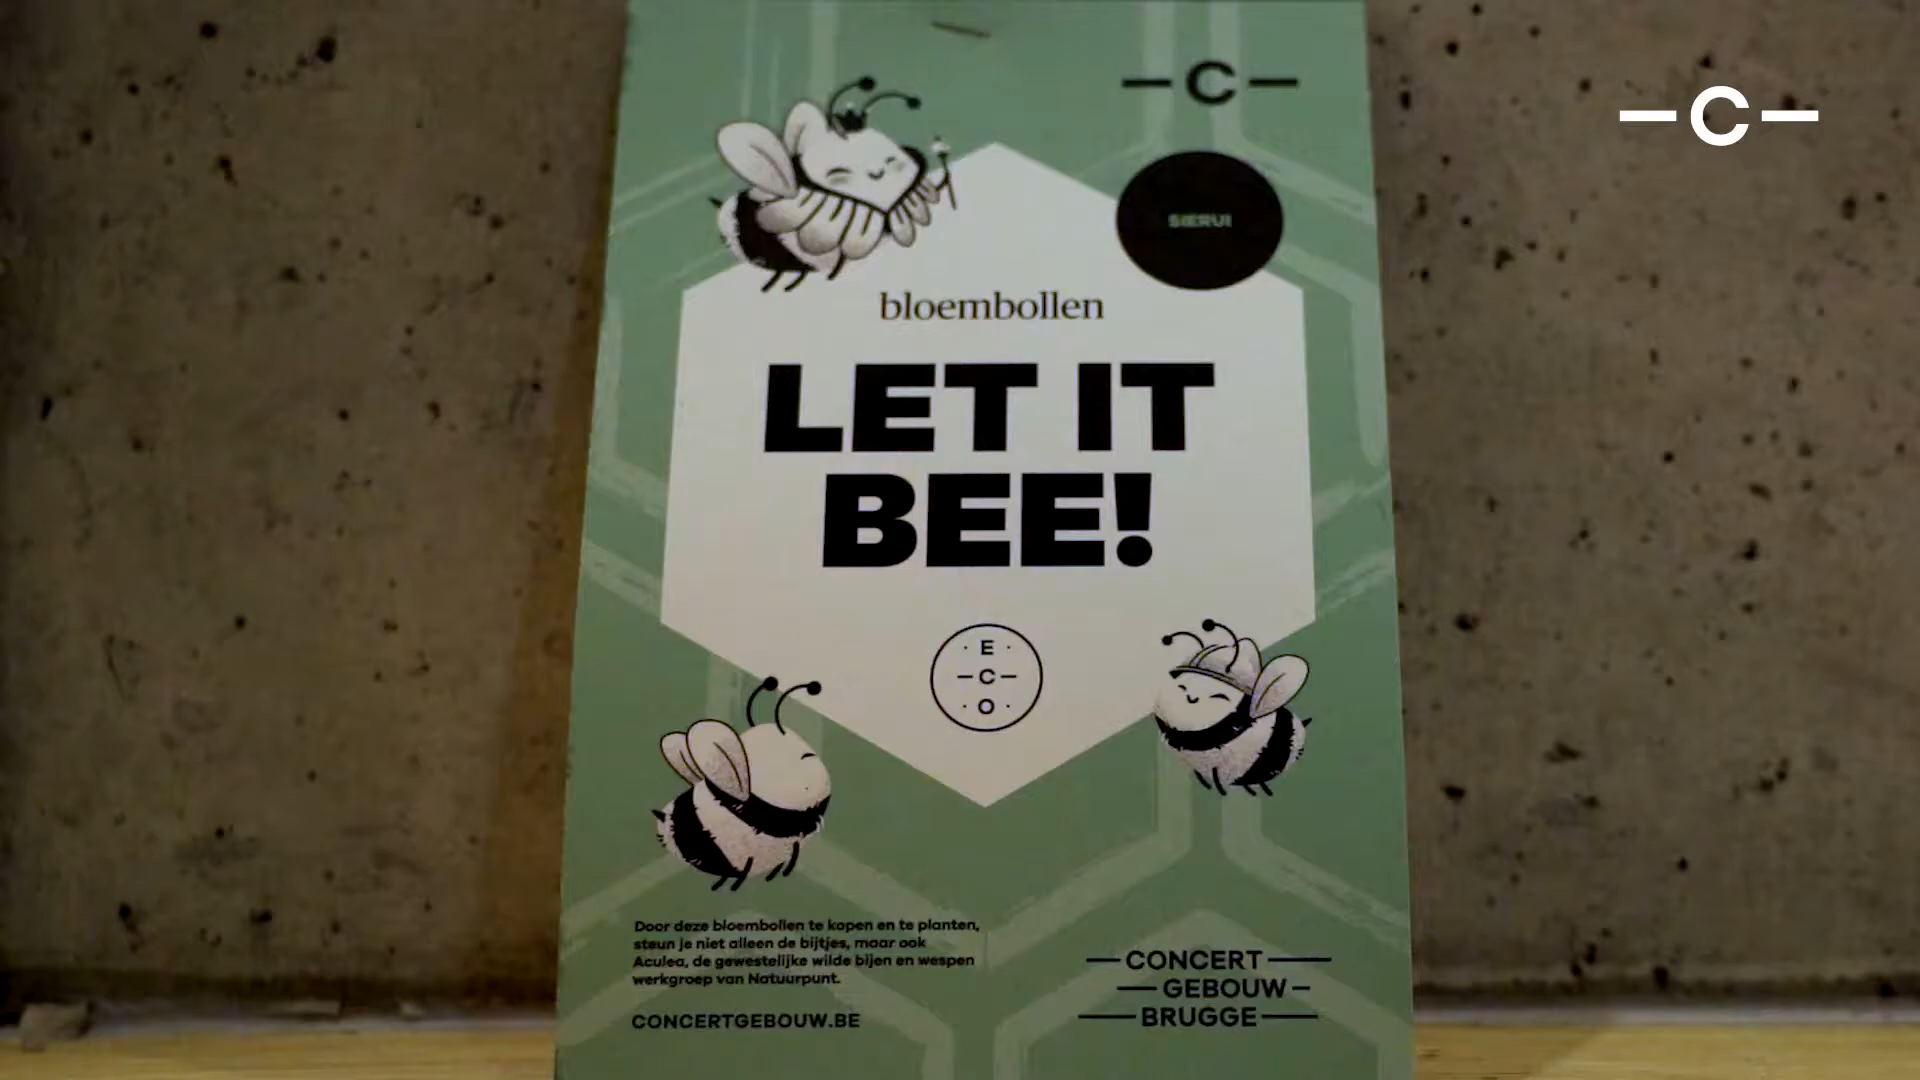 –C–
–C–
SIERUI
bloembollen
LET IT
BEE!
E
–C–
O
Door deze bloembollen te kopen en te planten,
steun je niet alleen de bijtjes, maar ook
Aculea, de gewestelijke wilde bijen en wespen
werkgroep van Natuurpunt.
CONCERTGEBOUW.BE
CONCERT
GEBOUW
BRUGGE